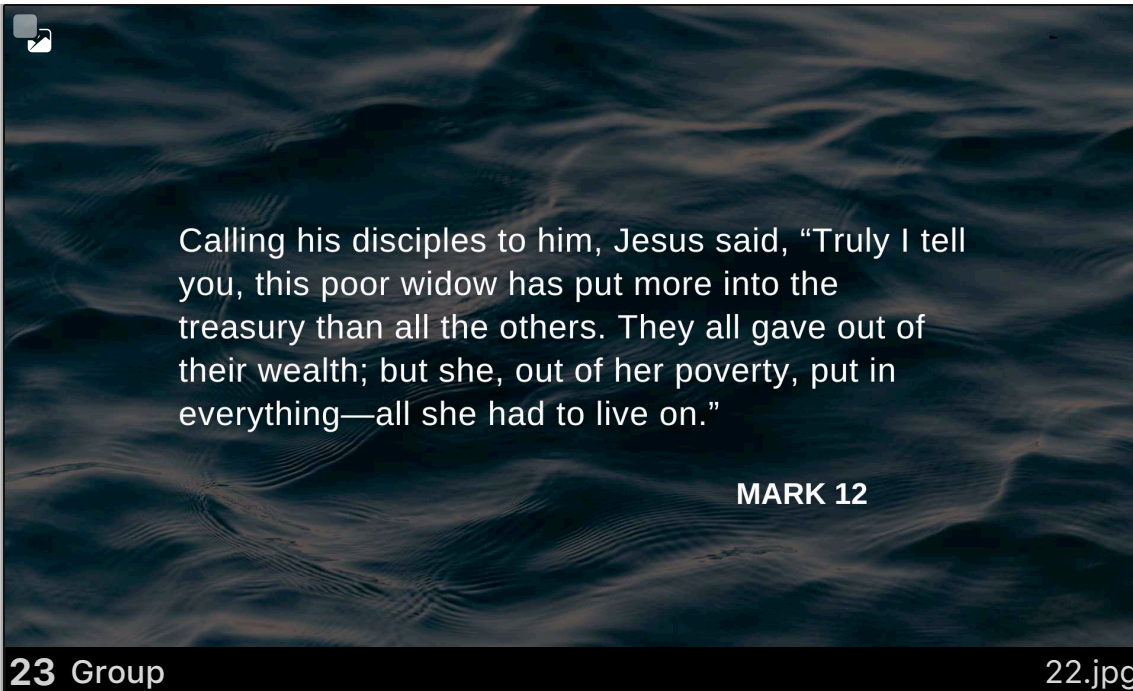 Calling his disciples to him, Jesus said, “Truly I tell
you, this poor widow has put more into the
treasury than all the others. They all gave out of
their wealth; but she, out of her poverty, put in
everything—all she had to live on.”
MARK 12
23 Group
22.jpg